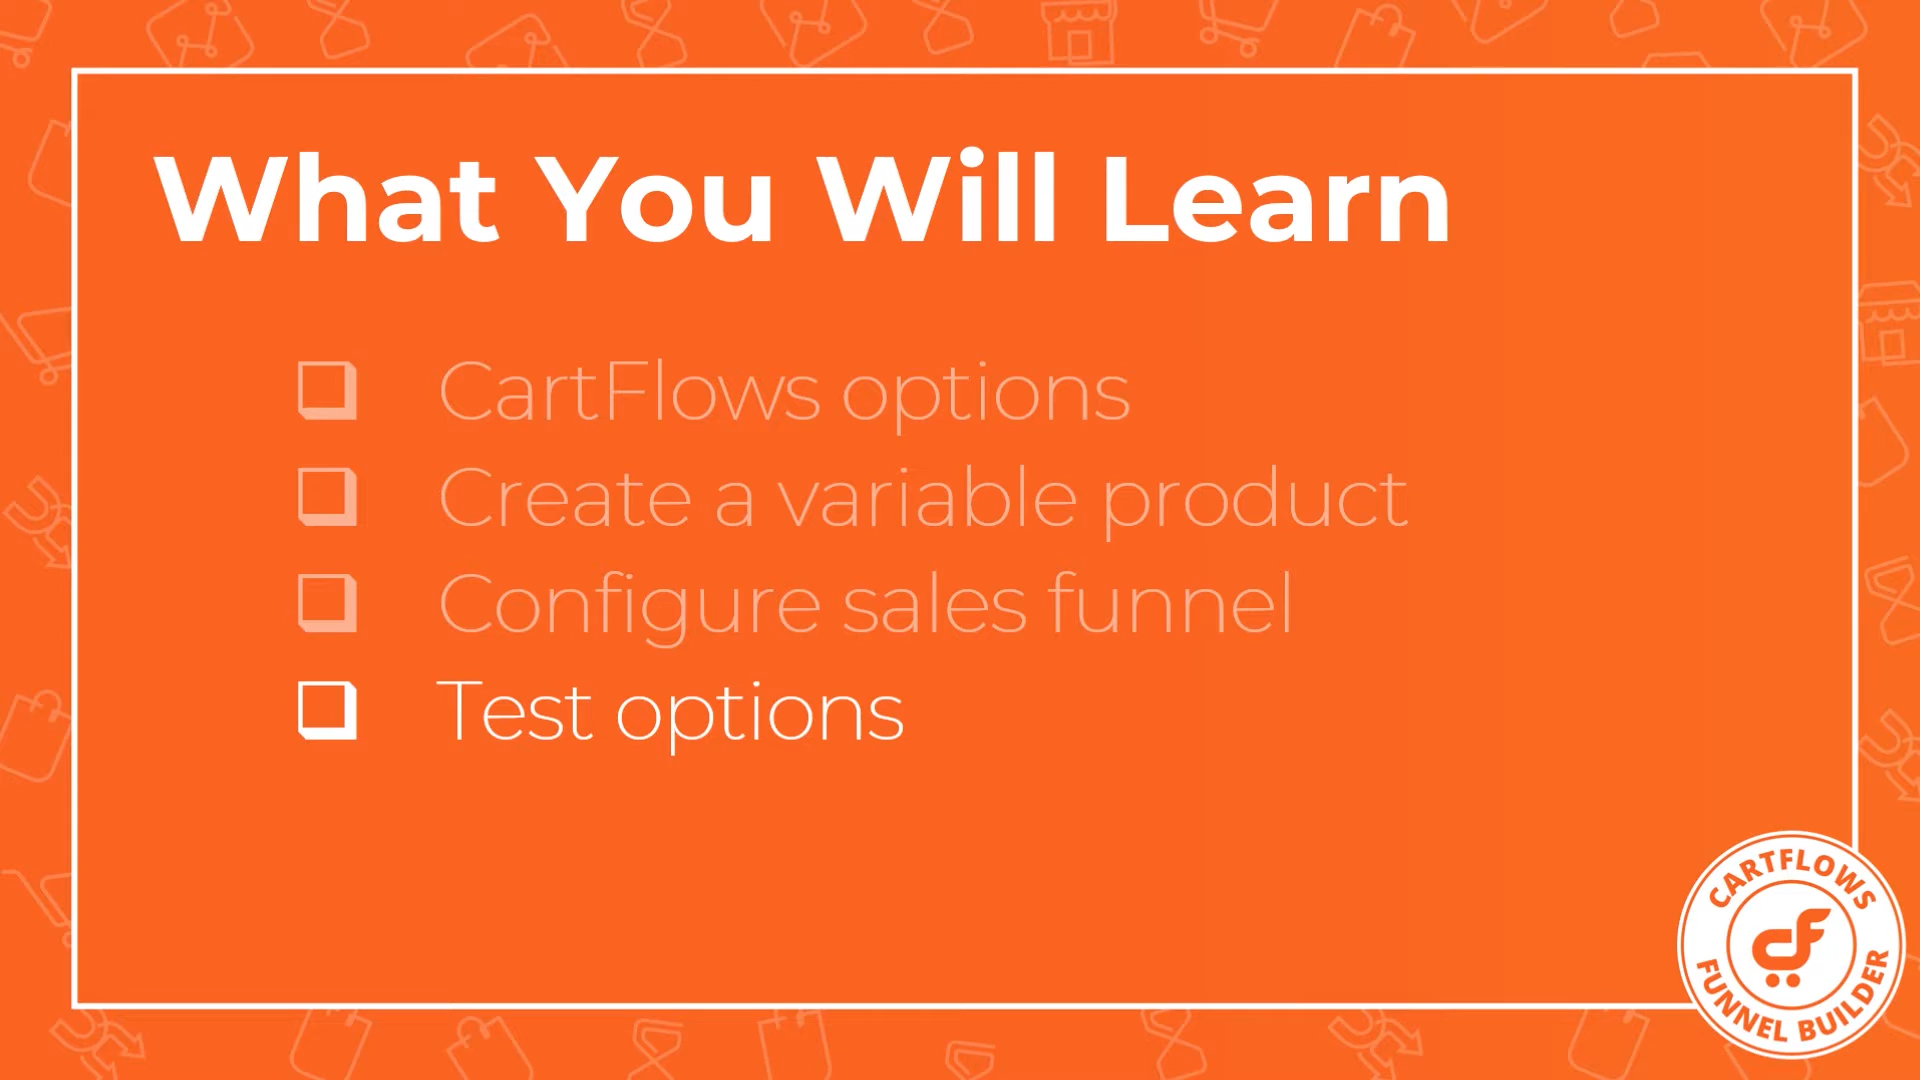 What You Will Learn
CartFlows options
Create a variable product
Configure sales funnel
Test options
CARTFLOWS
FUNNEL BUILDER